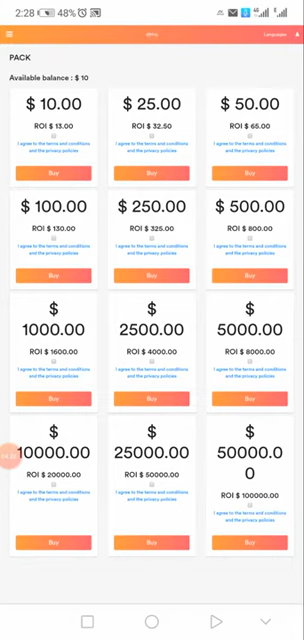 2:28 48%
Languages
PACK
Available balance : $ 10
$ 10.00
ROI $ 13.00
I agree to the terms and conditions
and the privacy policies
Buy
$ 25.00
ROI $ 32.50
I agree to the terms and conditions
and the privacy policies
Buy
$ 50.00
ROI $ 65.00
I agree to the terms and conditions
and the privacy policies
Buy
$ 100.00
ROI $ 130.00
I agree to the terms and conditions
and the privacy policies
Buy
$ 250.00
ROI $ 325.00
I agree to the terms and conditions
and the privacy policies
Buy
$ 500.00
ROI $ 800.00
I agree to the terms and conditions
and the privacy policies
Buy
$
1000.00
ROI $ 1600.00
I agree to the terms and conditions
and the privacy policies
Buy
$
2500.00
ROI $ 4000.00
I agree to the terms and conditions
and the privacy policies
Buy
$
5000.00
ROI $ 8000.00
I agree to the terms and conditions
and the privacy policies
Buy
$
10000.00
ROI $ 20000.00
I agree to the terms and conditions
and the privacy policies
Buy
$
25000.00
ROI $ 50000.00
I agree to the terms and conditions
and the privacy policies
Buy
$
50000.0
0
ROI $ 100000.00
I agree to the terms and conditions
and the privacy policies
Buy